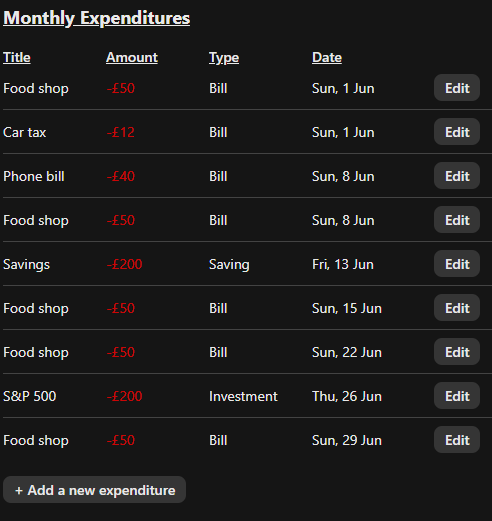 Monthly Expenditures
Title Amount Type Date
Food shop -£50 Bill Sun, 1 Jun Edit
Car tax -£12 Bill Sun, 1 Jun Edit
Phone bill -£40 Bill Sun, 8 Jun Edit
Food shop -£50 Bill Sun, 8 Jun Edit
Savings -£200 Saving Fri, 13 Jun Edit
Food shop -£50 Bill Sun, 15 Jun Edit
Food shop -£50 Bill Sun, 22 Jun Edit
S&P 500 -£200 Investment Thu, 26 Jun Edit
Food shop -£50 Bill Sun, 29 Jun Edit
+ Add a new expenditure